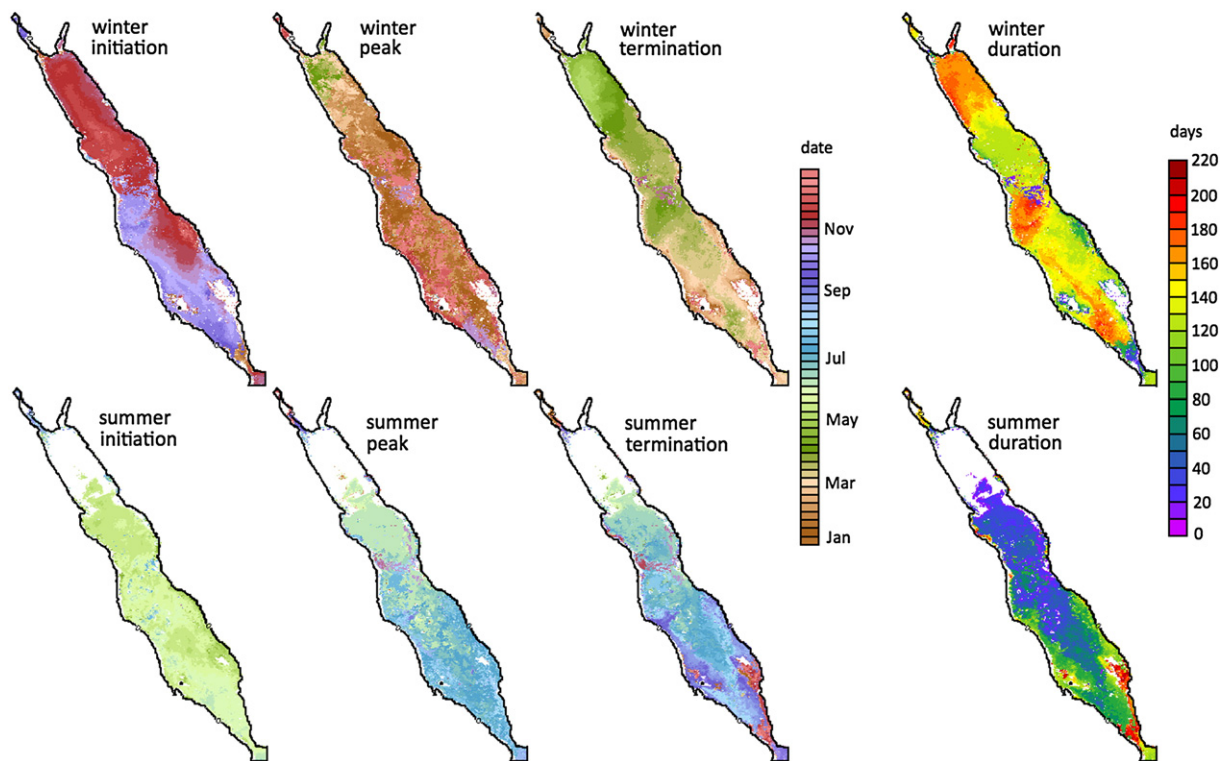 winter
initiation
winter
peak
winter
termination
winter
duration
date
Nov
Sep
Jul
May
Mar
Jan
days
220
200
180
160
140
120
100
80
60
40
20
0
summer
initiation
summer
peak
summer
termination
summer
duration